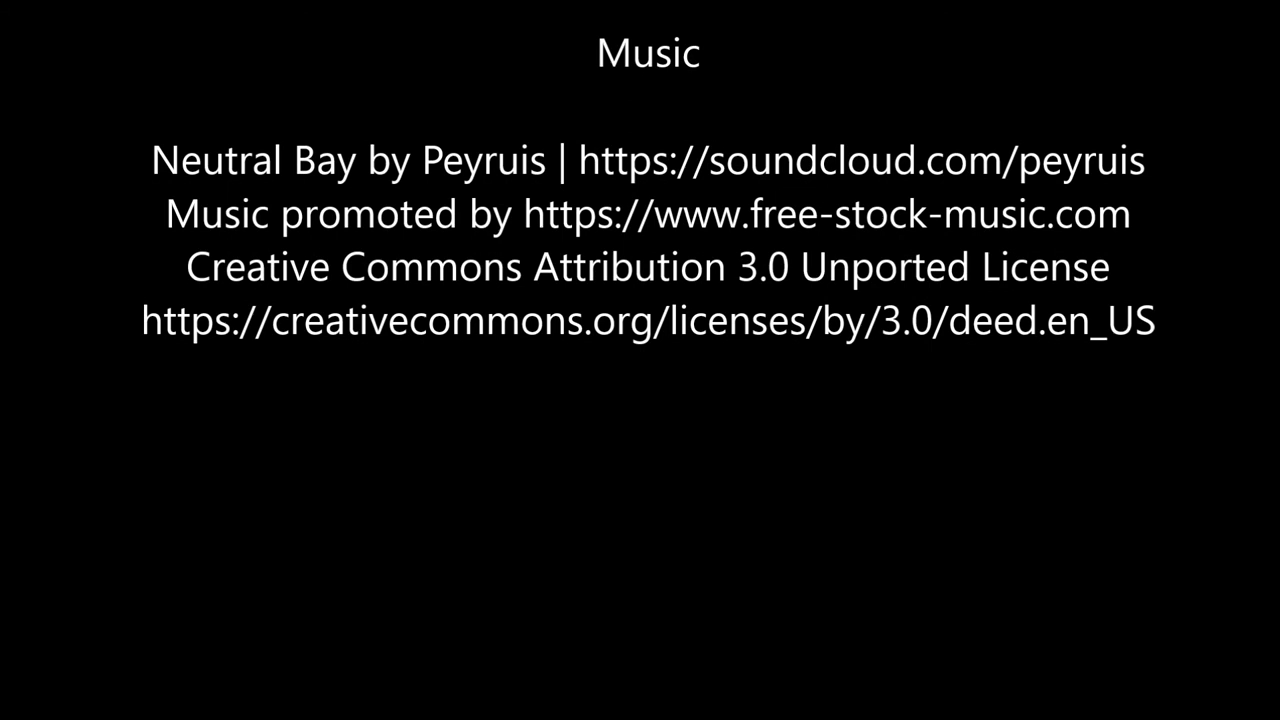 Music
Neutral Bay by Peyruis | https://soundcloud.com/peyruis
Music promoted by https://www.free-stock-music.com
Creative Commons Attribution 3.0 Unported License
https://creativecommons.org/licenses/by/3.0/deed.en_US